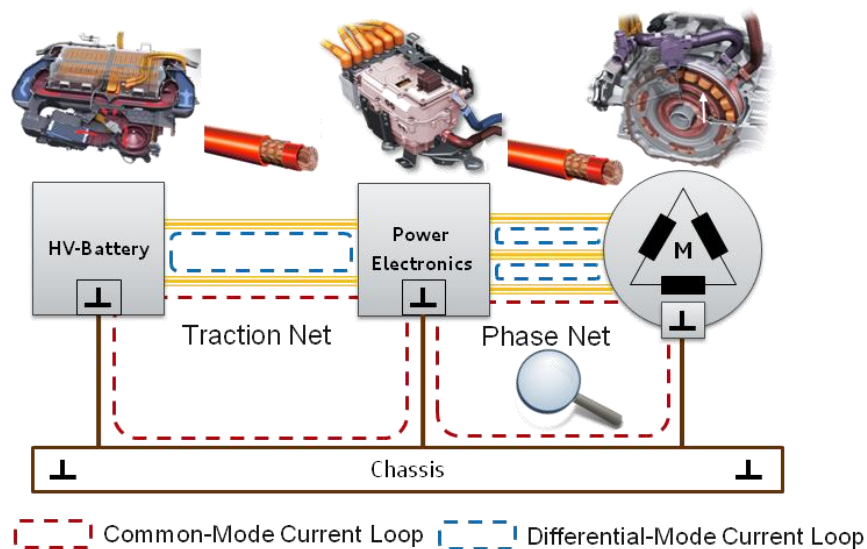 HV-Battery
Power
Electronics
M
Traction Net
Phase Net
Chassis
Common-Mode Current Loop
Differential-Mode Current Loop